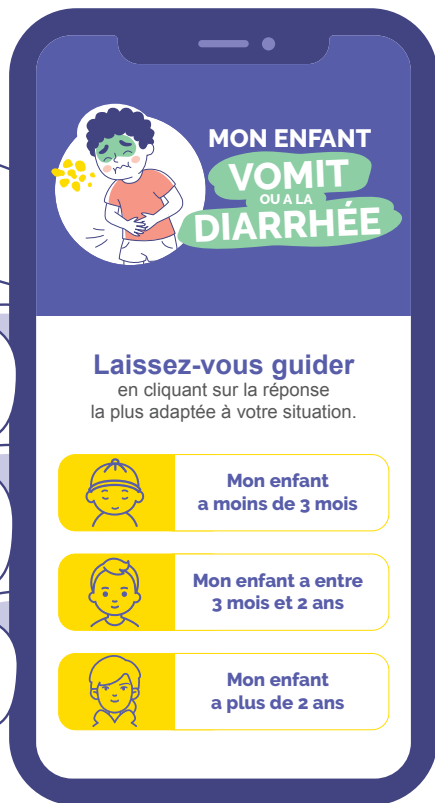 MON ENFANT
VOMIT
OU A LA
DIARRHÉE
Laissez-vous guider
en cliquant sur la réponse
la plus adaptée à votre situation.
Mon enfant
a moins de 3 mois
Mon enfant a entre
3 mois et 2 ans
Mon enfant
a plus de 2 ans